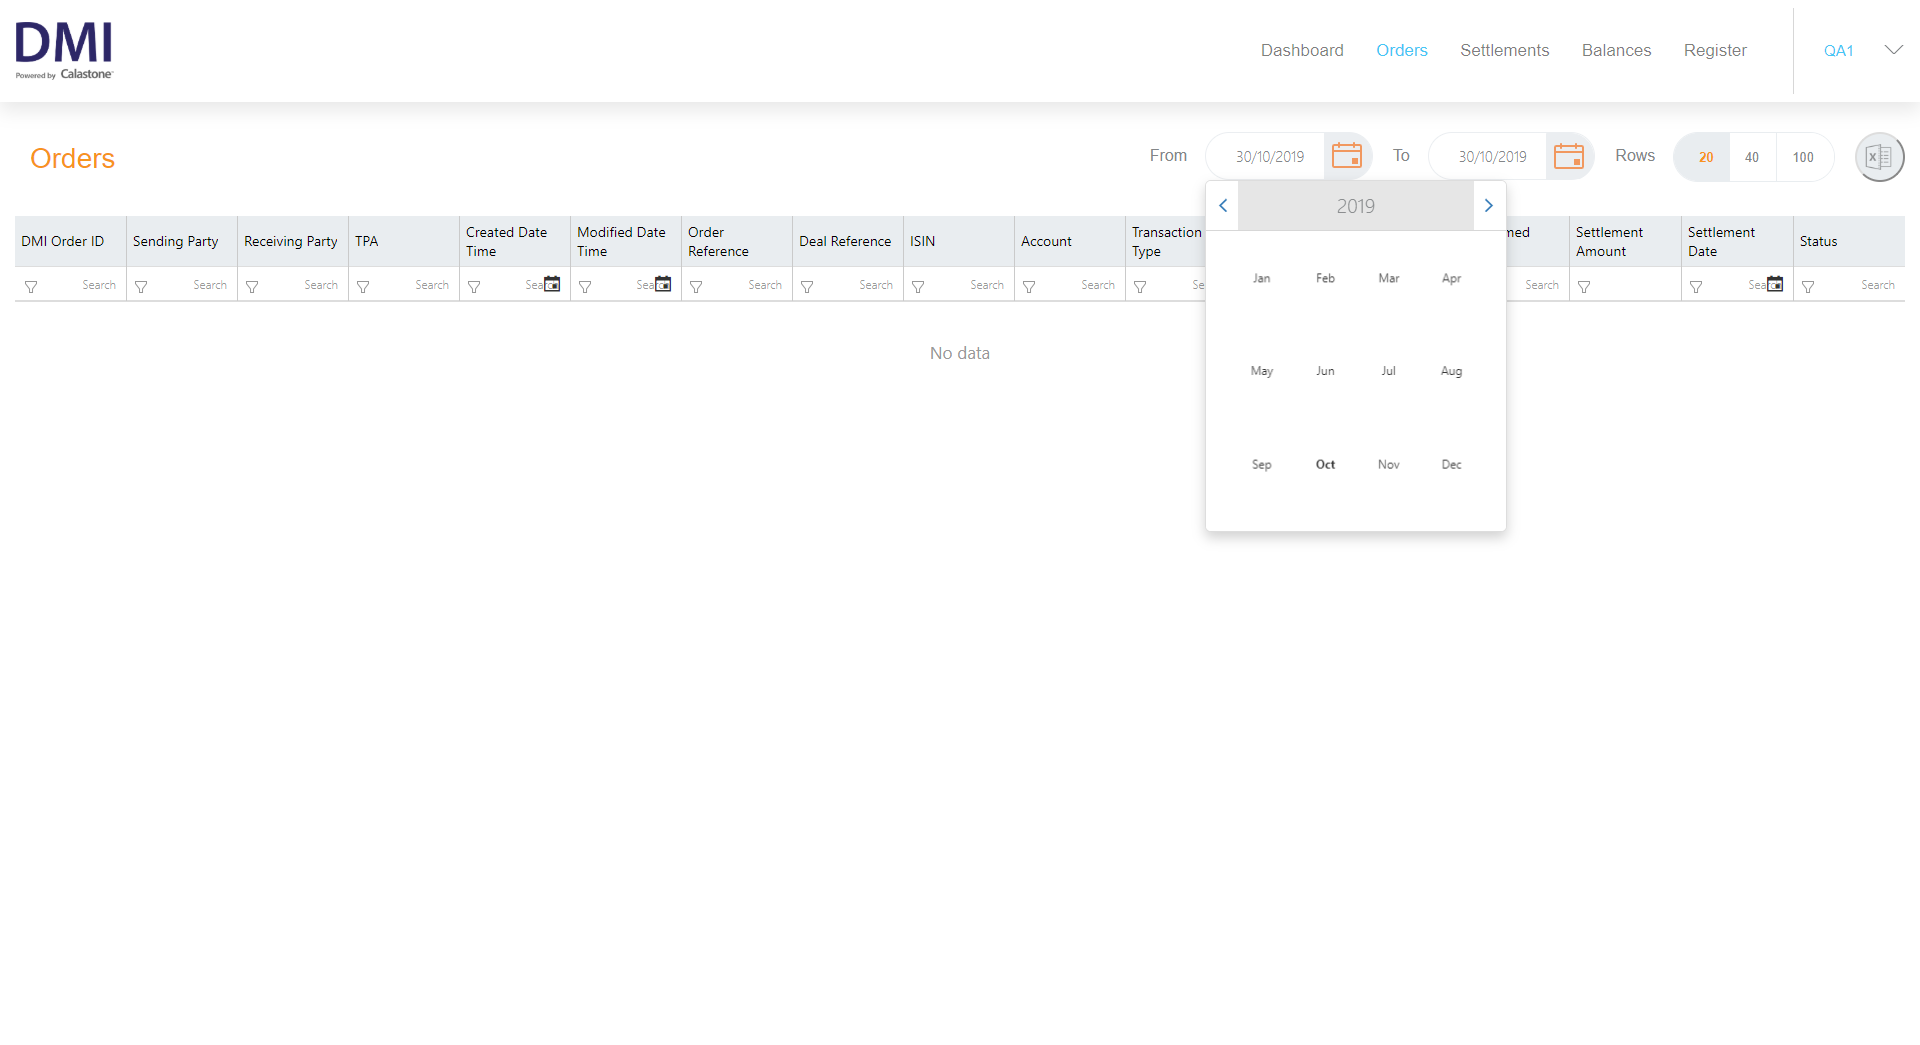 DMI
Powered by Calastone
Dashboard Orders Settlements Balances Register QA1
Orders
From 30/10/2019 To 30/10/2019 Rows 20 40 100
2019
Jan Feb Mar Apr
May Jun Jul Aug
Sep Oct Nov Dec
DMI Order ID
Sending Party
Receiving Party
TPA
Created Date
Time
Modified Date
Time
Order
Reference
Deal Reference
ISIN
Account
Transaction
Type
med
Settlement
Amount
Settlement
Date
Status
Search Search Search Search Search Search Search Search Search Search Se Search Search Search
No data